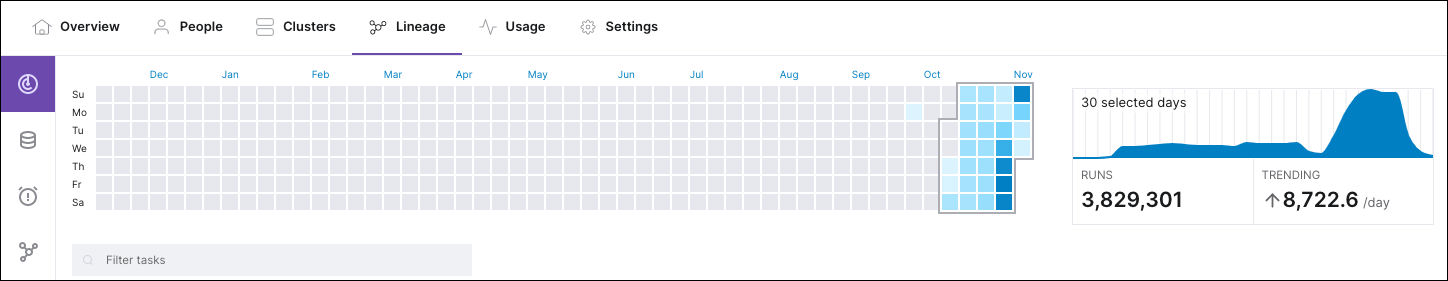 Overview People Clusters Lineage Usage Settings
Dec Jan Feb Mar Apr May Jun Jul Aug Sep Oct Nov
Su
Mo
Tu
We
Th
Fr
Sa
30 selected days
RUNS
3,829,301
TRENDING
↑8,722.6 /day
Filter tasks